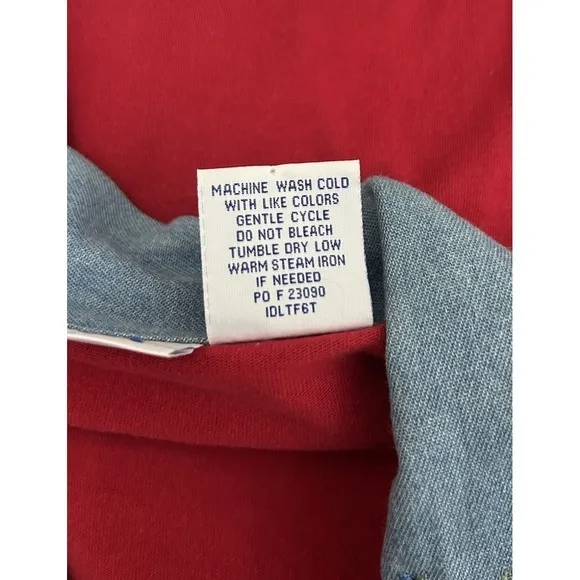 MACHINE WASH COLD
WITH LIKE COLORS
GENTLE CYCLE
DO NOT BLEACH
TUMBLE DRY LOW
WARM STEAM IRON
IF NEEDED
PO F 23090
IDLTF6T